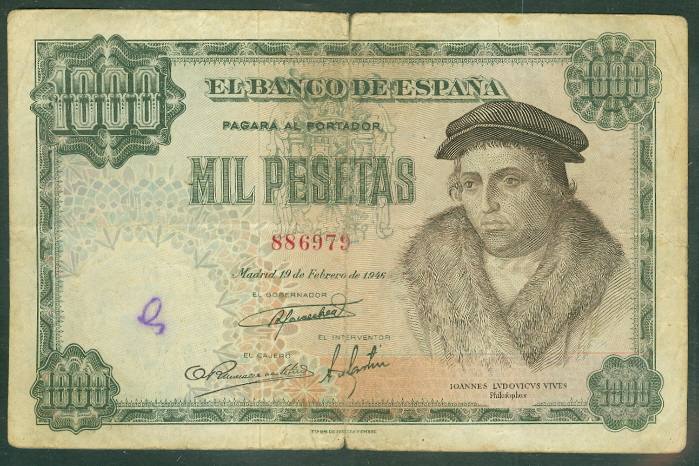 1000
1000
EL BANCO DE ESPAÑA
PAGARÁ AL PORTADOR
MIL PESETAS
886979
Madrid 19 de Febrero de 1946
EL GOBERNADOR
EL INTERVENTOR
EL CAJERO
IOANNES LVDOVICVS VIVES
Philosophus
1000
1000